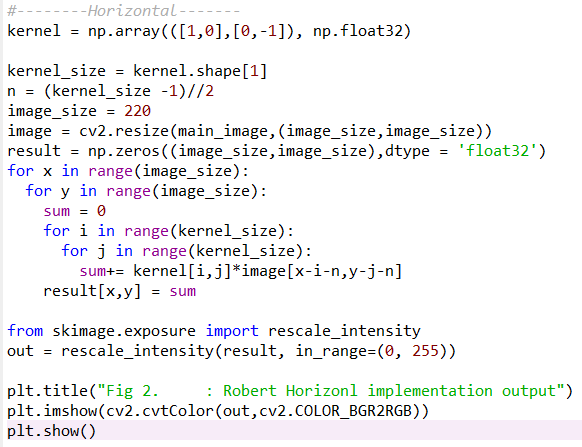 #--------Horizontal-------
kernel = np.array(([1,0],[0,-1]), np.float32)
kernel_size = kernel.shape[1]
n = (kernel_size -1)//2
image_size = 220
image = cv2.resize(main_image,(image_size,image_size))
result = np.zeros((image_size,image_size),dtype = 'float32')
for x in range(image_size):
  for y in range(image_size):
    sum = 0
    for i in range(kernel_size):
      for j in range(kernel_size):
        sum+= kernel[i,j]*image[x-i-n,y-j-n]
    result[x,y] = sum
from skimage.exposure import rescale_intensity
out = rescale_intensity(result, in_range=(0, 255))
plt.title("Fig 2.     : Robert Horizonl implementation output")
plt.imshow(cv2.cvtColor(out,cv2.COLOR_BGR2RGB))
plt.show()